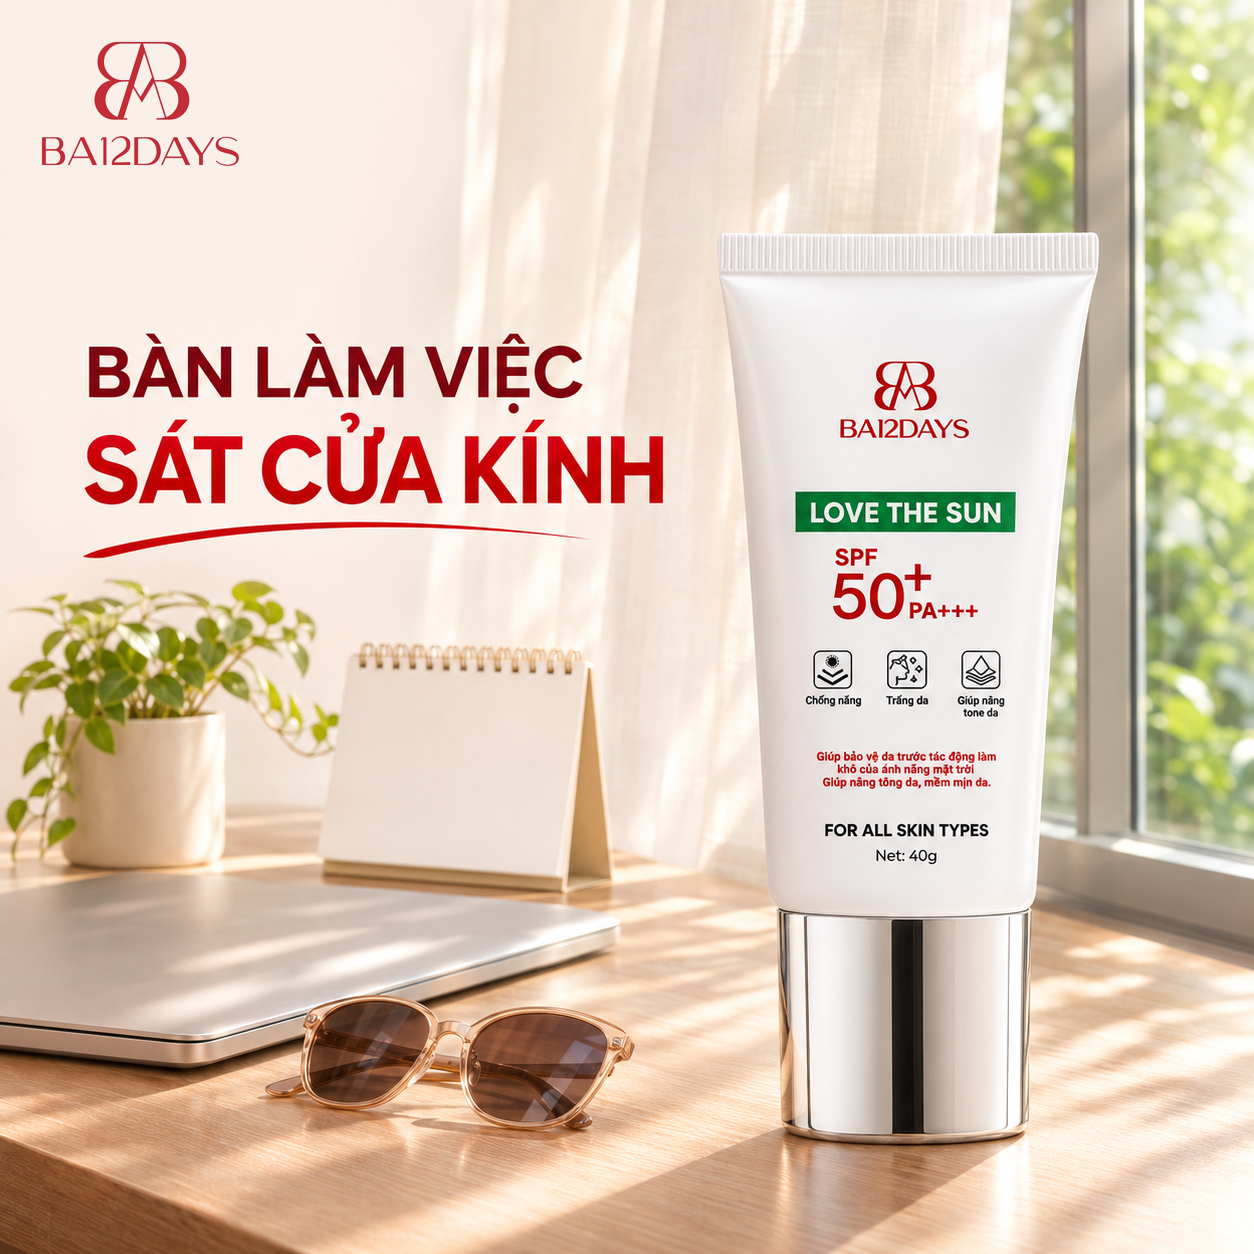 BA12DAYS
BÀN LÀM VIỆC
SÁT CỬA KÍNH
BA12DAYS
LOVE THE SUN
SPF
50+
PA+++
Chống nắng
Trắng da
Giúp nâng
tone da
Giúp bảo vệ da trước tác động làm
khô của ánh nắng mặt trời
Giúp nâng tông da, mềm mịn da.
FOR ALL SKIN TYPES
Net: 40g